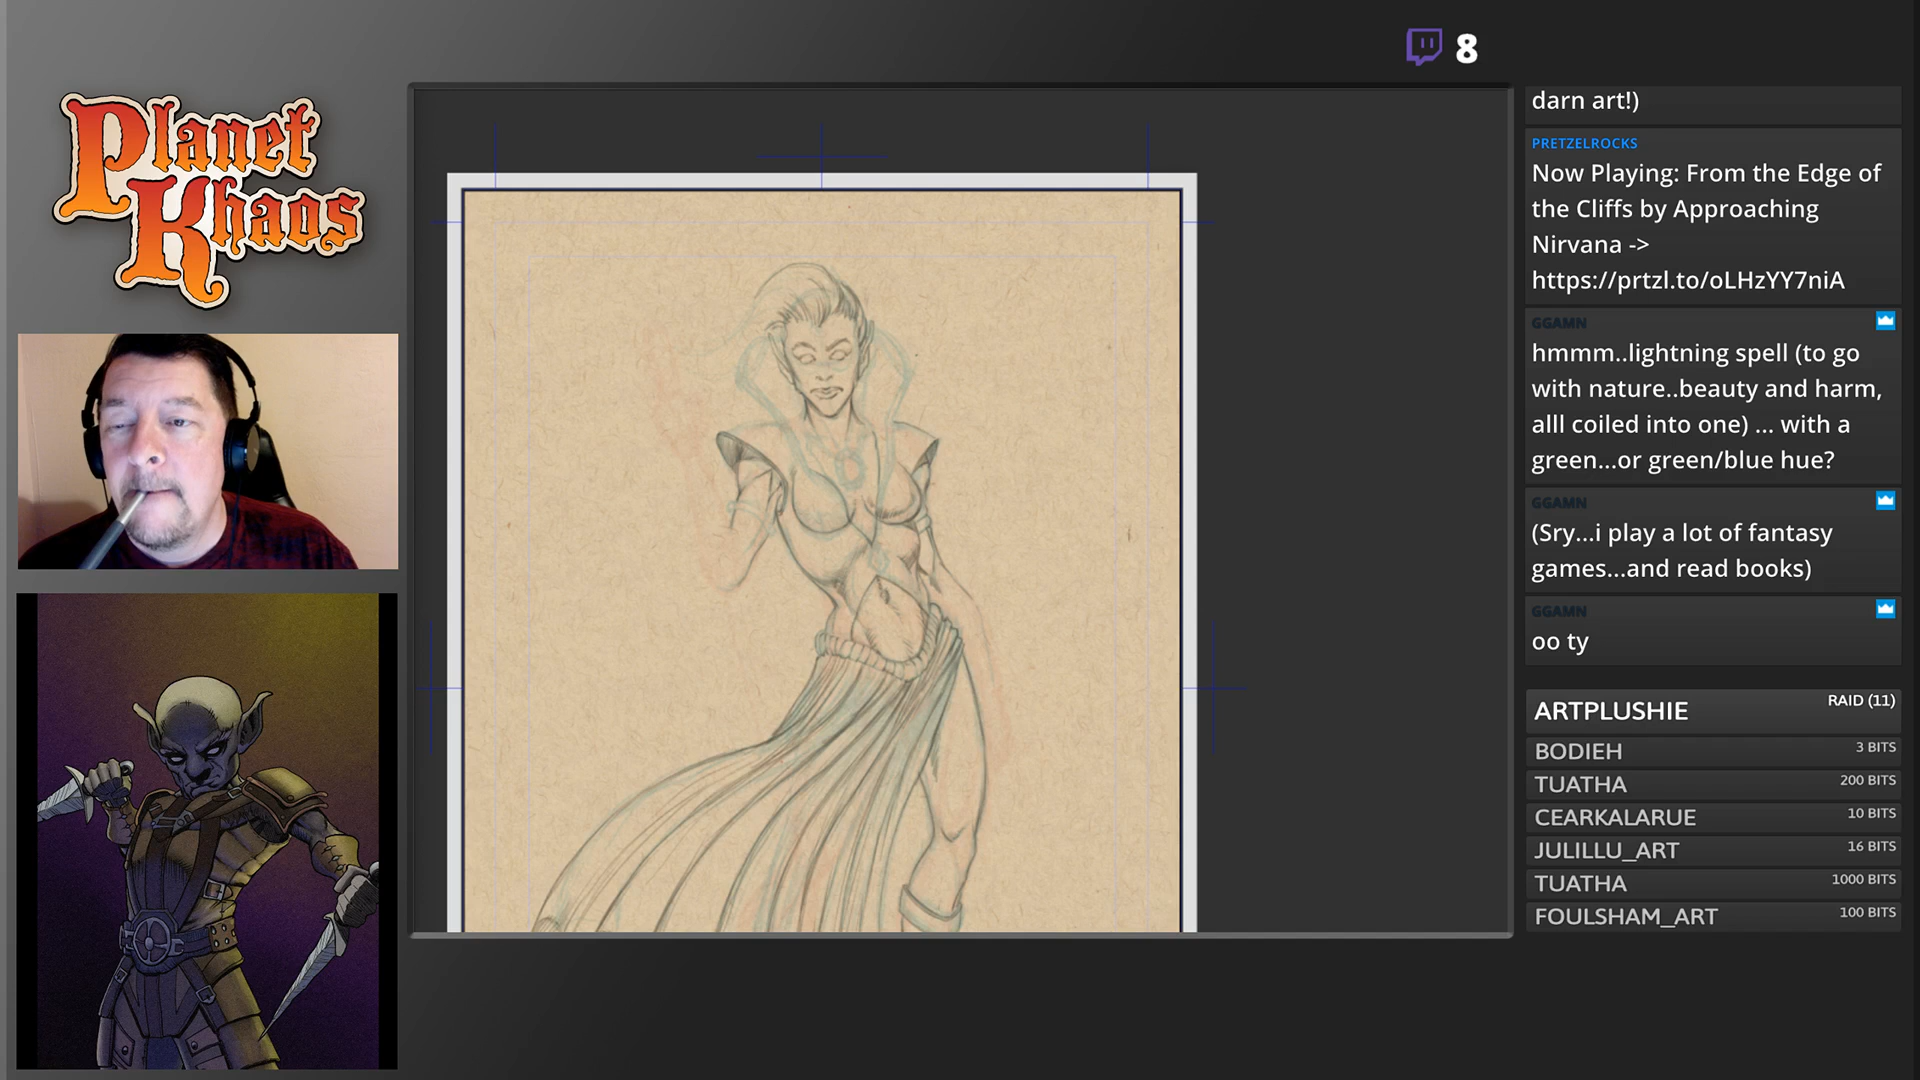 Planet
Khaos
8
darn art!)
PRETZELROCKS
Now Playing: From the Edge of
the Cliffs by Approaching
Nirvana ->
https://prtzl.to/oLHzYY7niA
GGAMN
hmmm..lightning spell (to go
with nature..beauty and harm,
alll coiled into one) ... with a
green...or green/blue hue?
GGAMN
(Sry...i play a lot of fantasy
games...and read books)
GGAMN
oo ty
ARTPLUSHIE RAID (11)
BODIEH 3 BITS
TUATHA 200 BITS
CEARKALARUE 10 BITS
JULILLU_ART 16 BITS
TUATHA 1000 BITS
FOULSHAM_ART 100 BITS